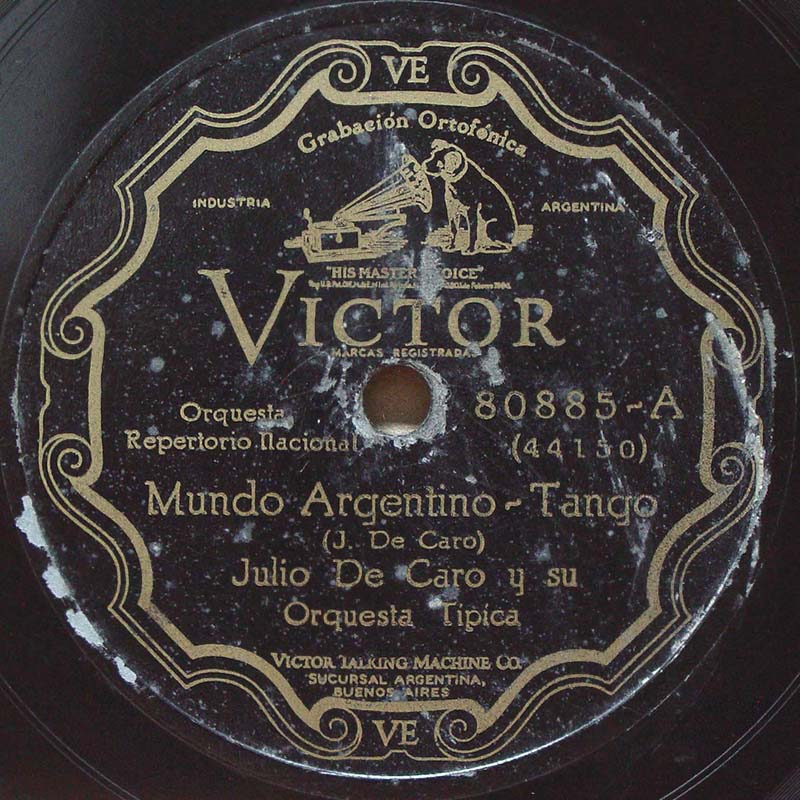 VE
Grabación Ortofónica
INDUSTRIA
ARGENTINA
"HIS MASTER VOICE"
VICTOR
MARCAS REGISTRADAS
Orquesta
80885-A
Repertorio Nacional
(44150)
Mundo Argentino - Tango
(J. De Caro)
Julio De Caro y su
Orquesta Típica
VICTOR TALKING MACHINE CO.
SUCURSAL ARGENTINA,
BUENOS AIRES
VE